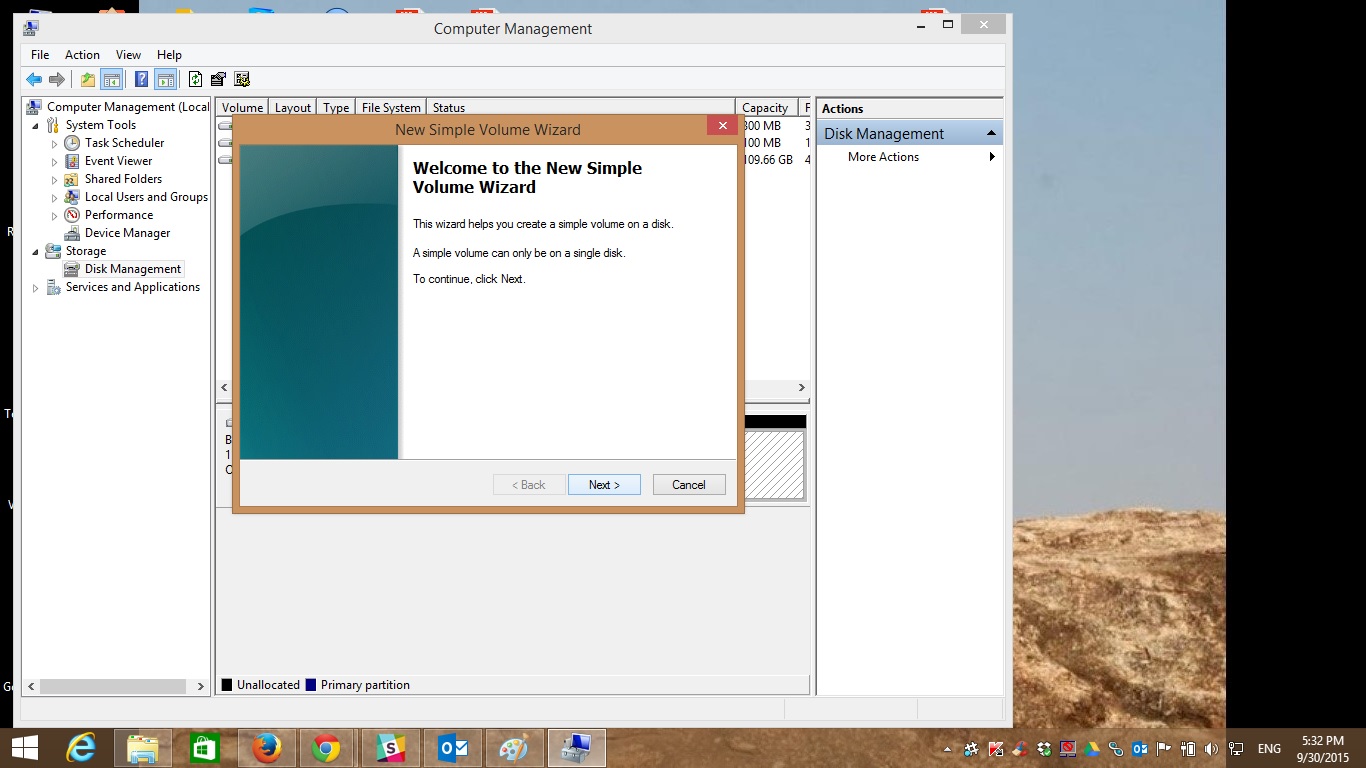 Computer Management
File Action View Help
Computer Management (Local
System Tools
Task Scheduler
Event Viewer
Shared Folders
Local Users and Groups
Performance
Device Manager
Storage
Disk Management
Services and Applications
Volume Layout Type File System Status Capacity F
300 MB 3
100 MB 1
109.66 GB 4
New Simple Volume Wizard
Welcome to the New Simple
Volume Wizard
This wizard helps you create a simple volume on a disk.
A simple volume can only be on a single disk.
To continue, click Next.
< Back Next > Cancel
B
1
O
Unallocated Primary partition
Actions
Disk Management
More Actions
ENG
5:32 PM
9/30/2015